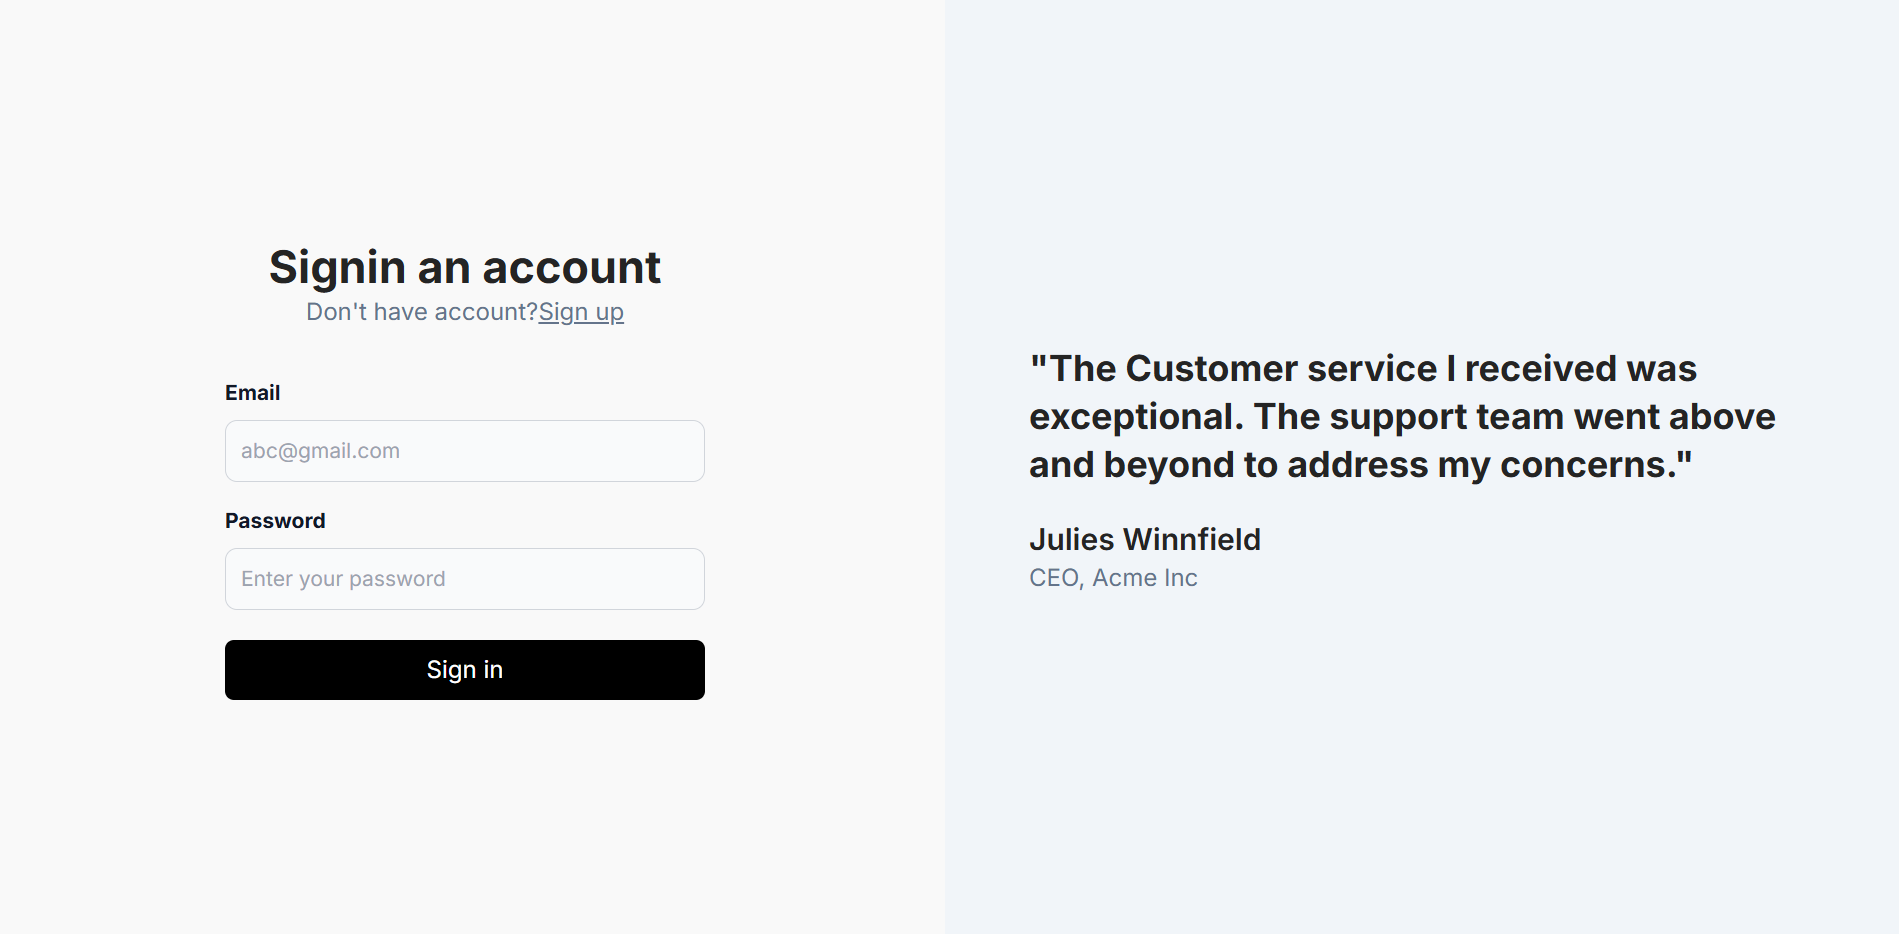 Signin an account
Don't have account?Sign up
Email
abc@gmail.com
Password
Enter your password
Sign in
"The Customer service I received was
exceptional. The support team went above
and beyond to address my concerns."
Julies Winnfield
CEO, Acme Inc